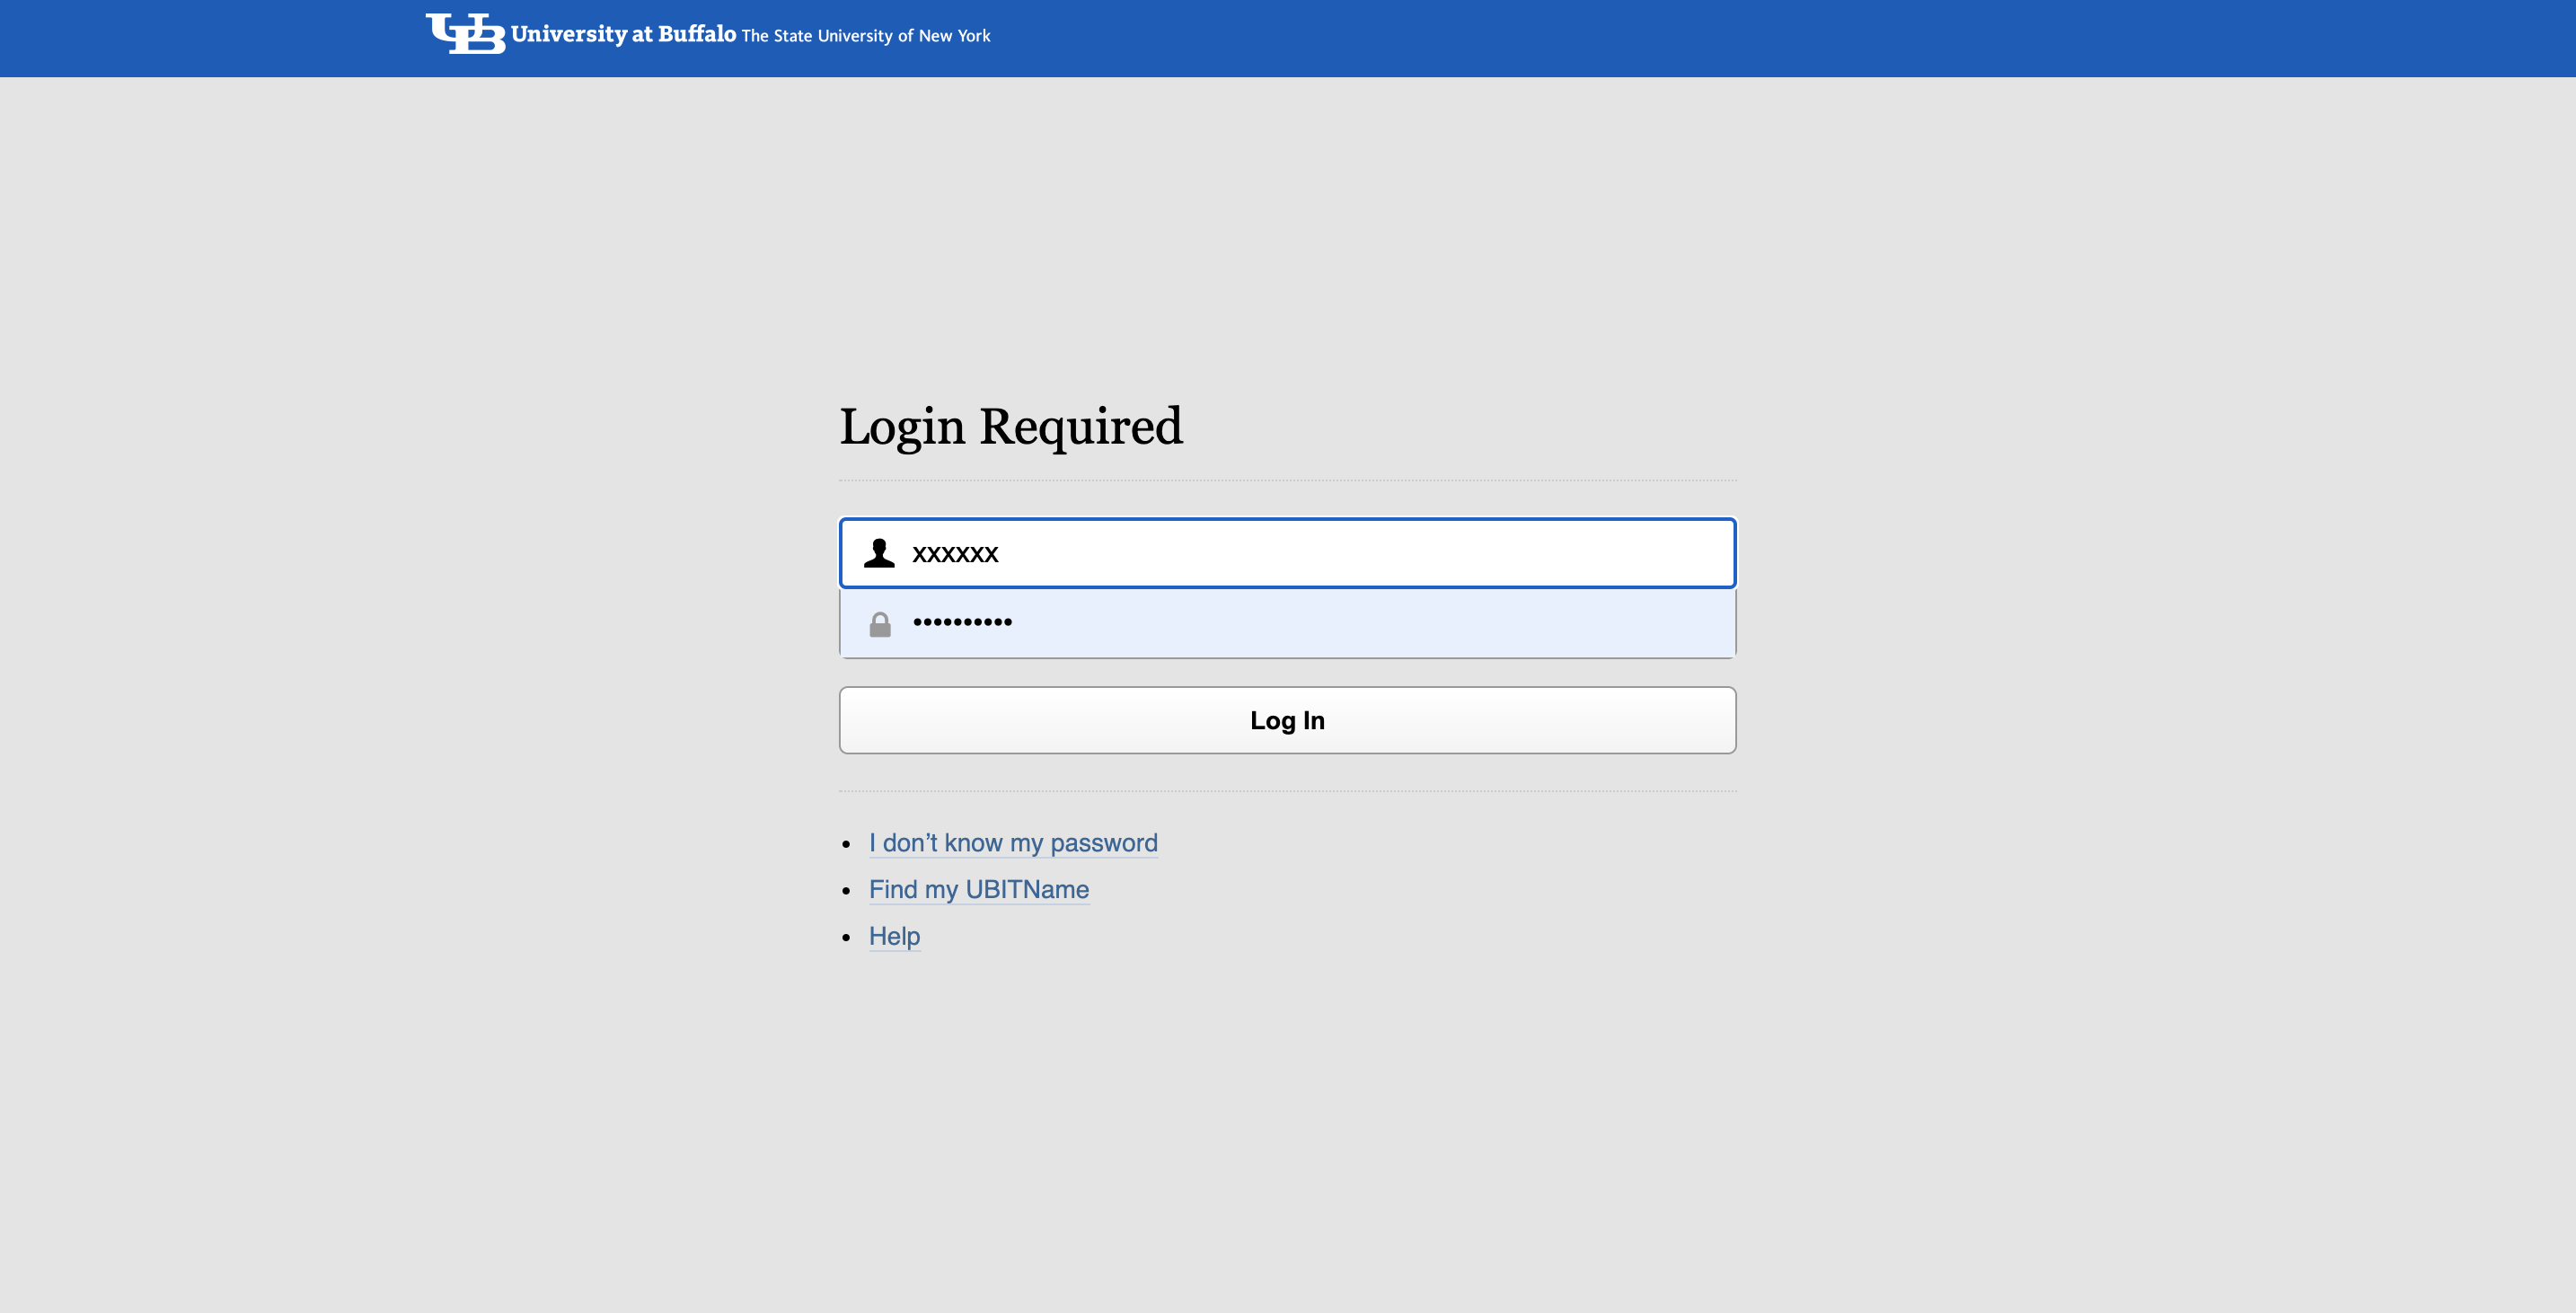 University at Buffalo The State University of New York
Login Required
xxxxxx
••••••••••
Log In
• I don’t know my password
• Find my UBITName
• Help